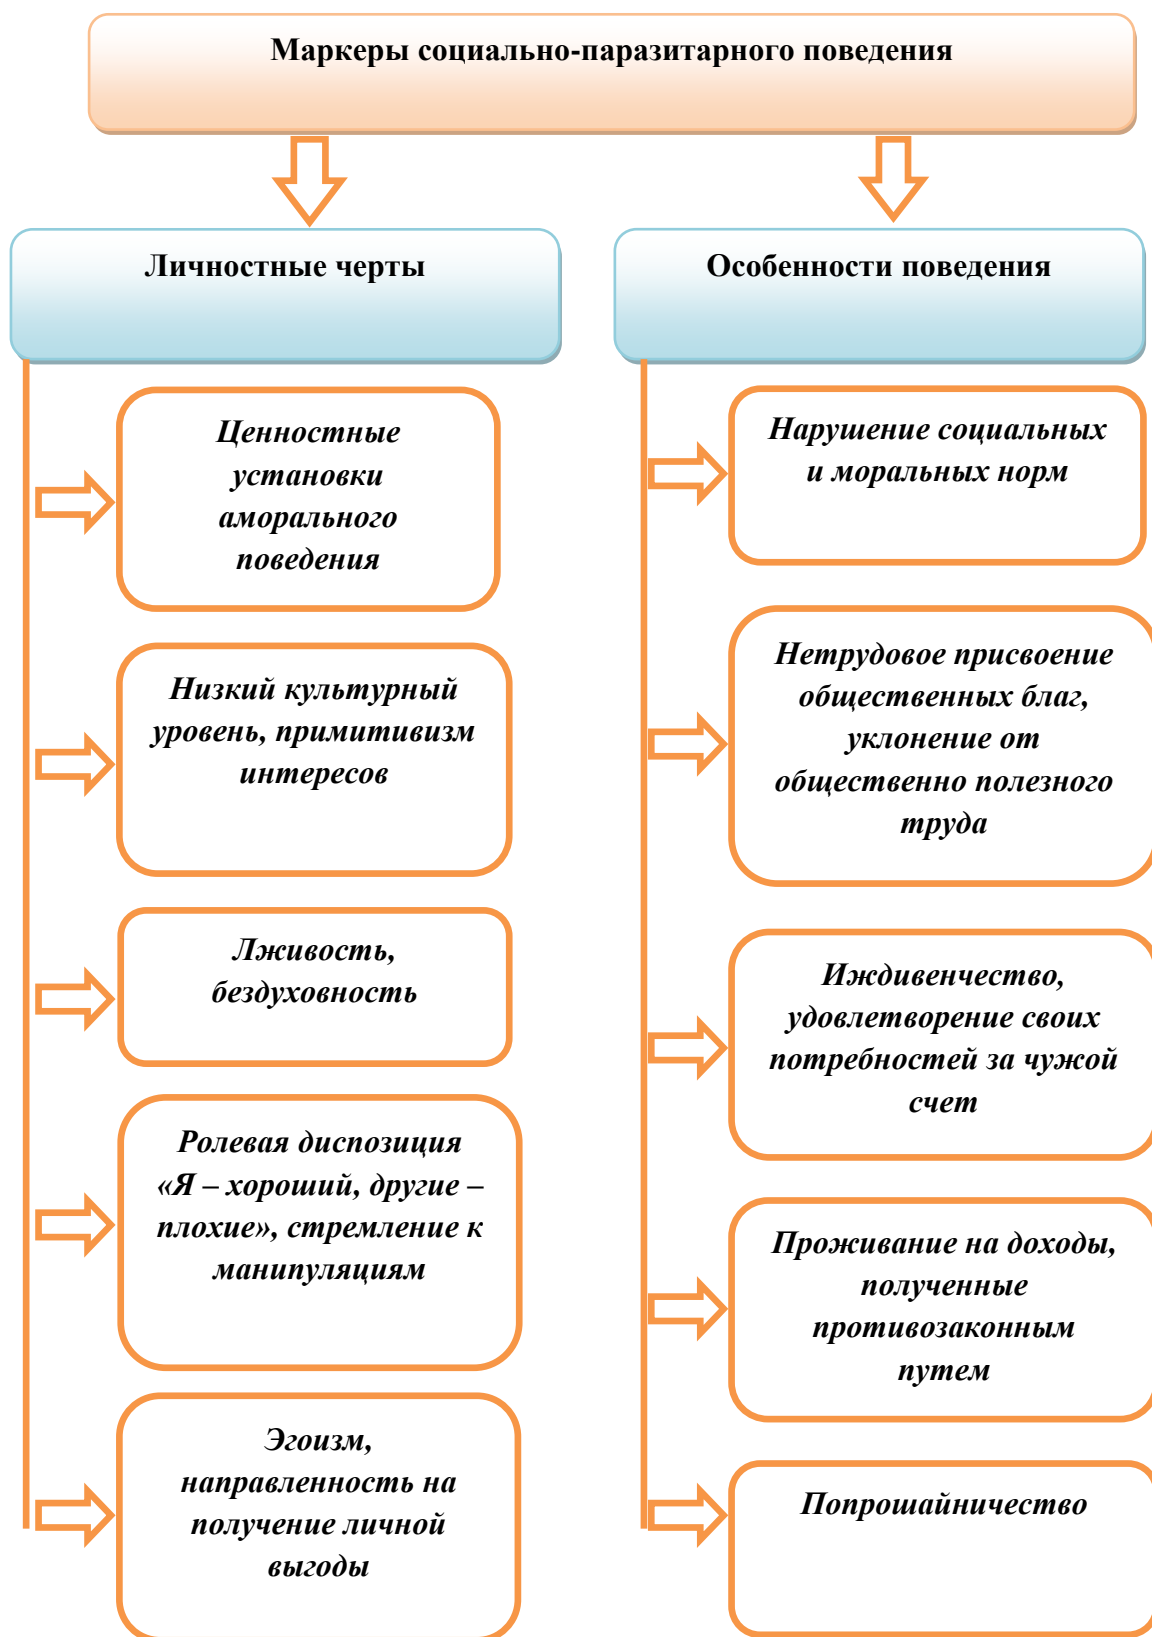 Маркеры социально-паразитарного поведения
Личностные черты
Ценностные
установки
аморального
поведения
Низкий культурный
уровень, примитивизм
интересов
Лживость,
бездуховность
Ролевая диспозиция
«Я – хороший, другие –
плохие», стремление к
манипуляциям
Эгоизм,
направленность на
получение личной
выгоды
Особенности поведения
Нарушение социальных
и моральных норм
Нетрудовое присвоение
общественных благ,
уклонение от
общественно полезного
труда
Иждивенчество,
удовлетворение своих
потребностей за чужой
счет
Проживание на доходы,
полученные
противозаконным
путем
Попрошайничество